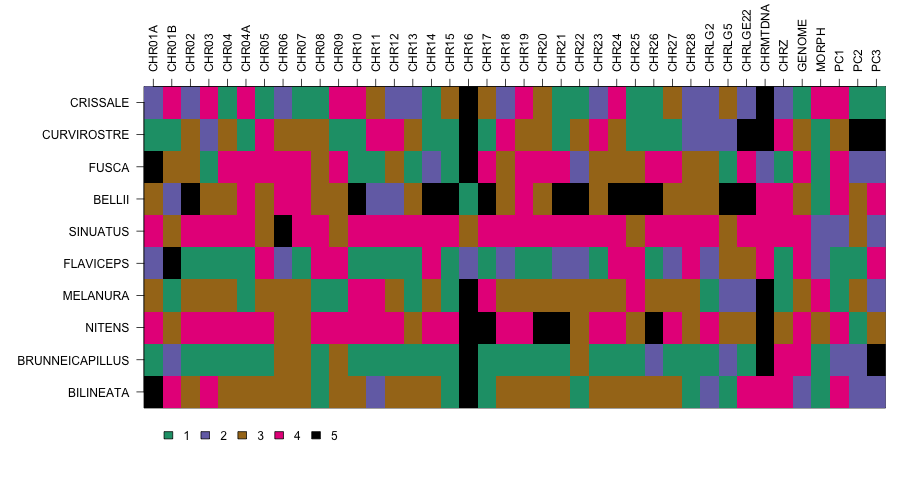 CHR01A CHR01B CHR02 CHR03 CHR04 CHR04A CHR05 CHR06 CHR07 CHR08 CHR09 CHR10 CHR11 CHR12 CHR13 CHR14 CHR15 CHR16 CHR17 CHR18 CHR19 CHR20 CHR21 CHR22 CHR23 CHR24 CHR25 CHR26 CHR27 CHR28 CHRLG2 CHRLG5 CHRLGE22 CHRMTDNA CHRZ GENOME MORPH PC1 PC2 PC3
CRISSALE
CURVIROSTRE
FUSCA
BELLII
SINUATUS
FLAVICEPS
MELANURA
NITENS
BRUNNEICAPILLUS
BILINEATA
1 2 3 4 5